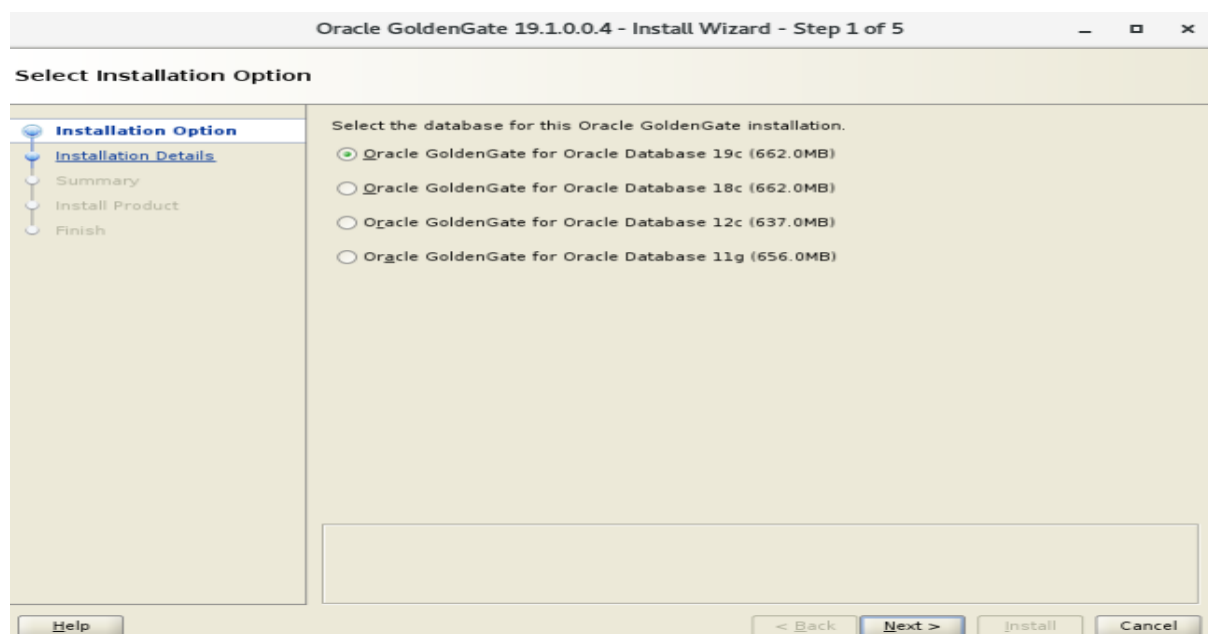 Oracle GoldenGate 19.1.0.0.4 - Install Wizard - Step 1 of 5
Select Installation Option
Installation Option
Installation Details
Summary
Install Product
Finish
Select the database for this Oracle GoldenGate installation.
Oracle GoldenGate for Oracle Database 19c (662.0MB)
Oracle GoldenGate for Oracle Database 18c (662.0MB)
Oracle GoldenGate for Oracle Database 12c (637.0MB)
Oracle GoldenGate for Oracle Database 11g (656.0MB)
Help
< Back
Next >
Install
Cancel